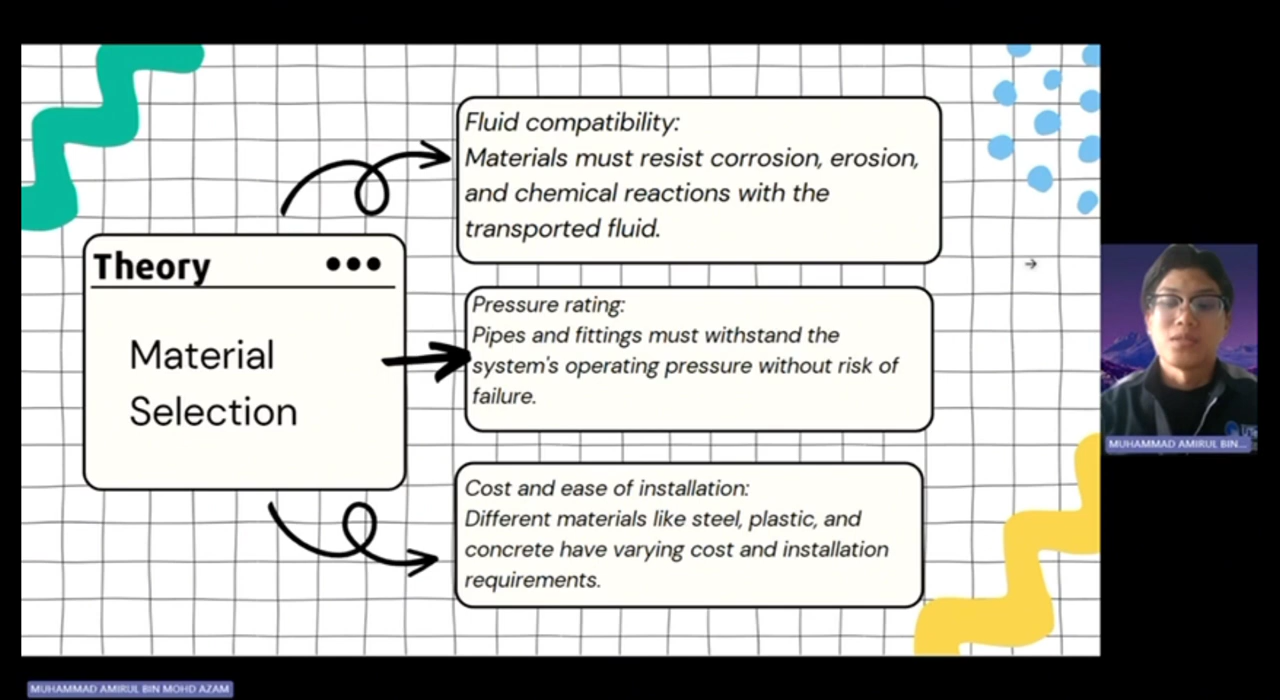 Fluid compatibility:
Materials must resist corrosion, erosion,
and chemical reactions with the
transported fluid.
Theory
Material
Selection
Pressure rating:
Pipes and fittings must withstand the
system's operating pressure without risk of
failure.
Cost and ease of installation:
Different materials like steel, plastic, and
concrete have varying cost and installation
requirements.
MUHAMMAD AMIRUL BIN...
MUHAMMAD AMIRUL BIN MOHD AZAM